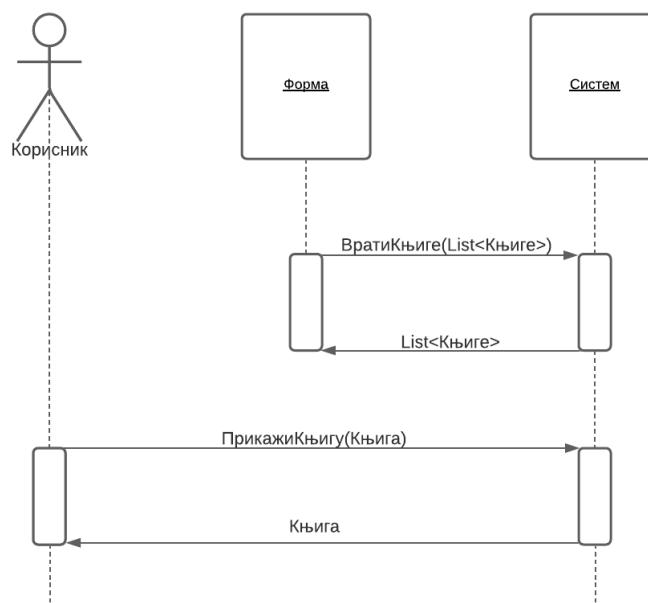 Форма
Систем
Корисник
ВратиКњиге(List<Књиге>)
List<Књиге>
ПрикажиКњигу(Књига)
Књига